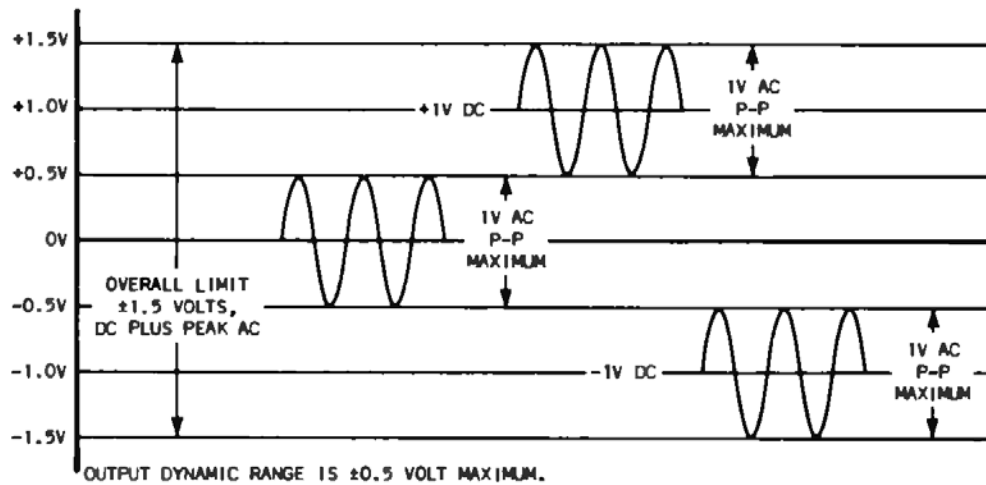 +1.5V
+1.0V
+0.5V
0V
-0.5V
-1.0V
-1.5V
+1V DC
1V AC
P-P
MAXIMUM
1V AC
P-P
MAXIMUM
OVERALL LIMIT
±1.5 VOLTS,
DC PLUS PEAK AC
-1V DC
1V AC
P-P
MAXIMUM
OUTPUT DYNAMIC RANGE IS ±0.5 VOLT MAXIMUM.